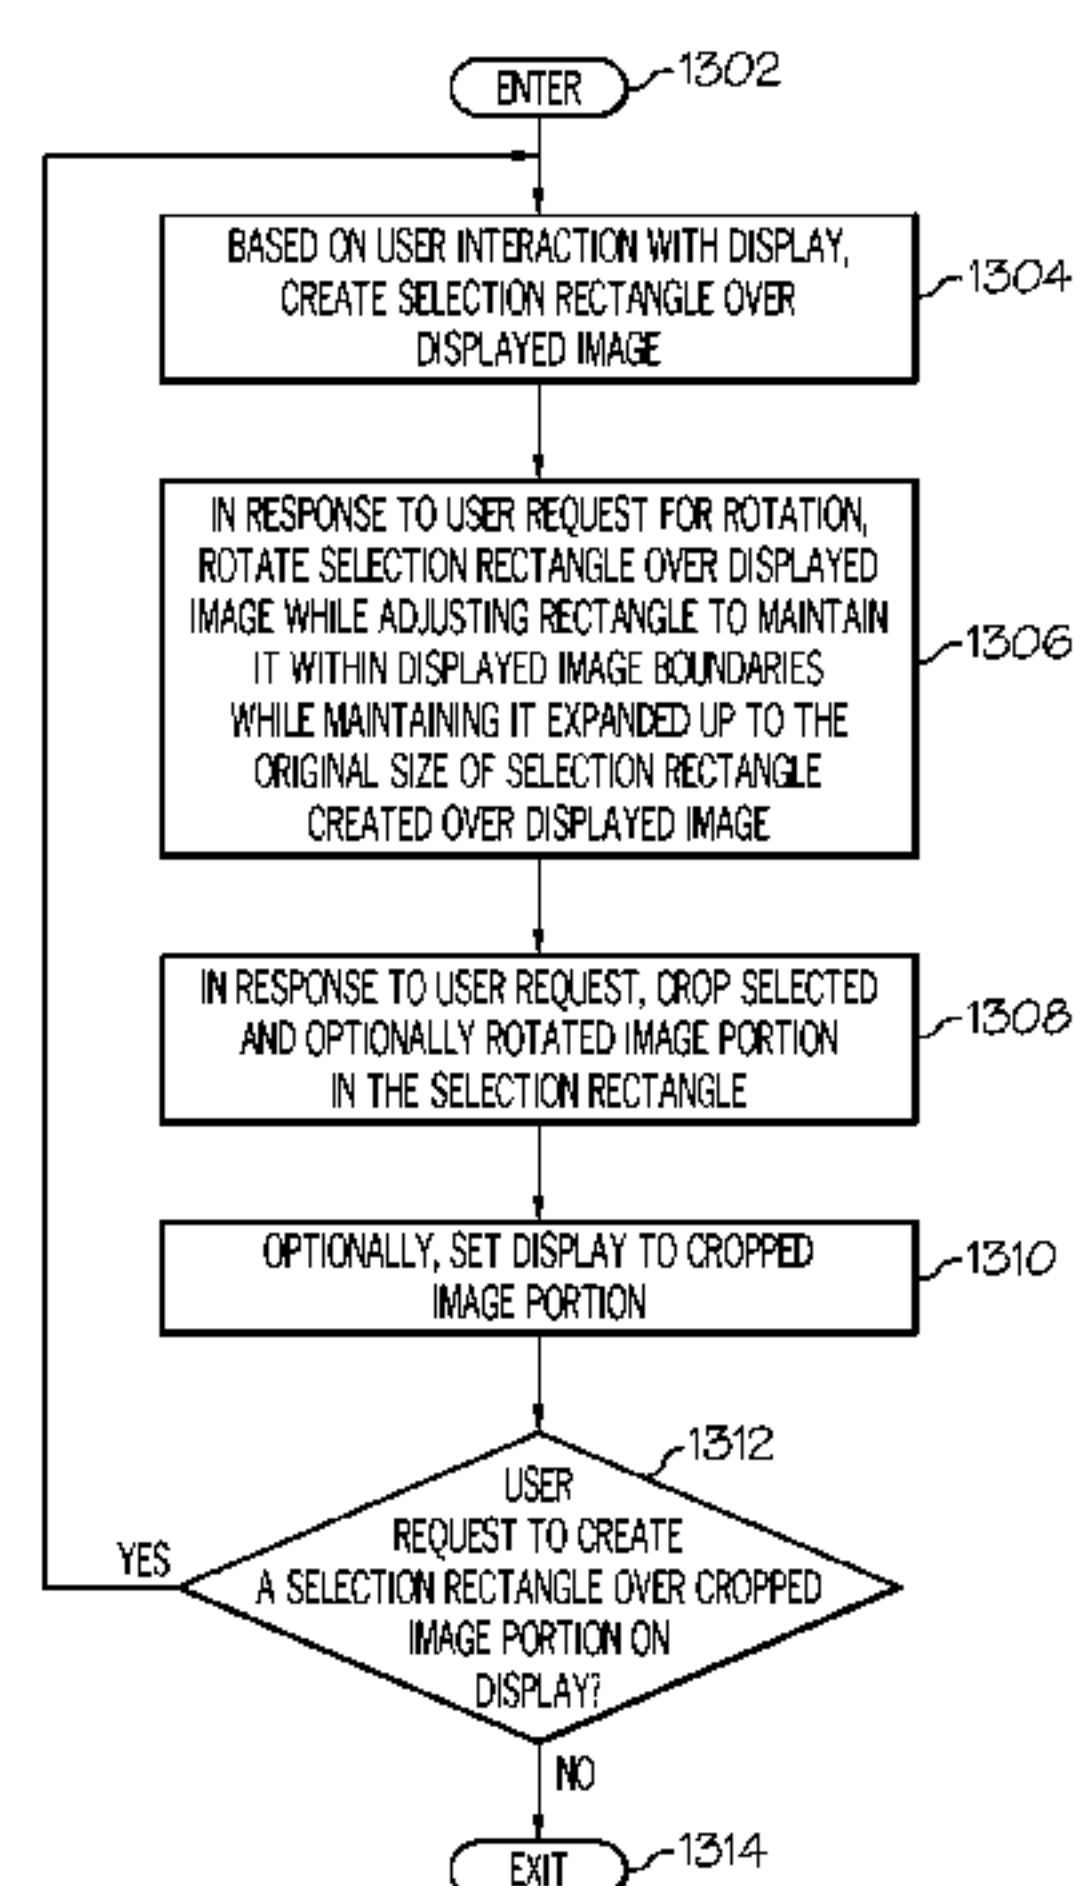 ENTER
1302
BASED ON USER INTERACTION WITH DISPLAY,
CREATE SELECTION RECTANGLE OVER
DISPLAYED IMAGE
1304
IN RESPONSE TO USER REQUEST FOR ROTATION,
ROTATE SELECTION RECTANGLE OVER DISPLAYED
IMAGE WHILE ADJUSTING RECTANGLE TO MAINTAIN
IT WITHIN DISPLAYED IMAGE BOUNDARIES
WHILE MAINTAINING IT EXPANDED UP TO THE
ORIGINAL SIZE OF SELECTION RECTANGLE
CREATED OVER DISPLAYED IMAGE
1306
IN RESPONSE TO USER REQUEST, CROP SELECTED
AND OPTIONALLY ROTATED IMAGE PORTION
IN THE SELECTION RECTANGLE
1308
OPTIONALLY, SET DISPLAY TO CROPPED
IMAGE PORTION
1310
1312
USER
REQUEST TO CREATE
A SELECTION RECTANGLE OVER CROPPED
IMAGE PORTION ON
DISPLAY?
YES
NO
EXIT
1314